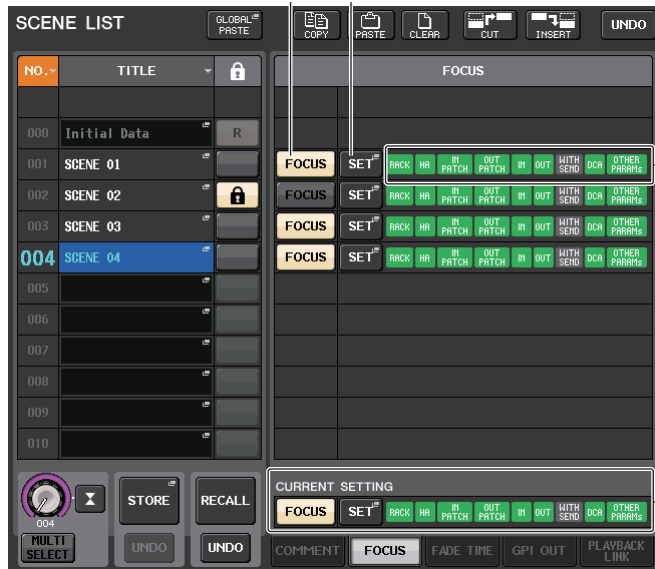 SCENE LIST GLOBAL PASTE COPY PASTE CLEAR CUT INSERT UNDO
NO. TITLE FOCUS
000 Initial Data R
001 SCENE 01 FOCUS SET RACK HA IN PATCH OUT PATCH IN OUT WITH SEND DCA OTHER PARAMs
002 SCENE 02 FOCUS SET RACK HA IN PATCH OUT PATCH IN OUT WITH SEND DCA OTHER PARAMs
003 SCENE 03 FOCUS SET RACK HA IN PATCH OUT PATCH IN OUT WITH SEND DCA OTHER PARAMs
004 SCENE 04 FOCUS SET RACK HA IN PATCH OUT PATCH IN OUT WITH SEND DCA OTHER PARAMs
005
006
007
008
009
010
CURRENT SETTING
004 STORE RECALL FOCUS SET RACK HA IN PATCH OUT PATCH IN OUT WITH SEND DCA OTHER PARAMs
MULTI SELECT UNDO UNDO COMMENT FOCUS FADE TIME GPI OUT PLAYBACK LINK